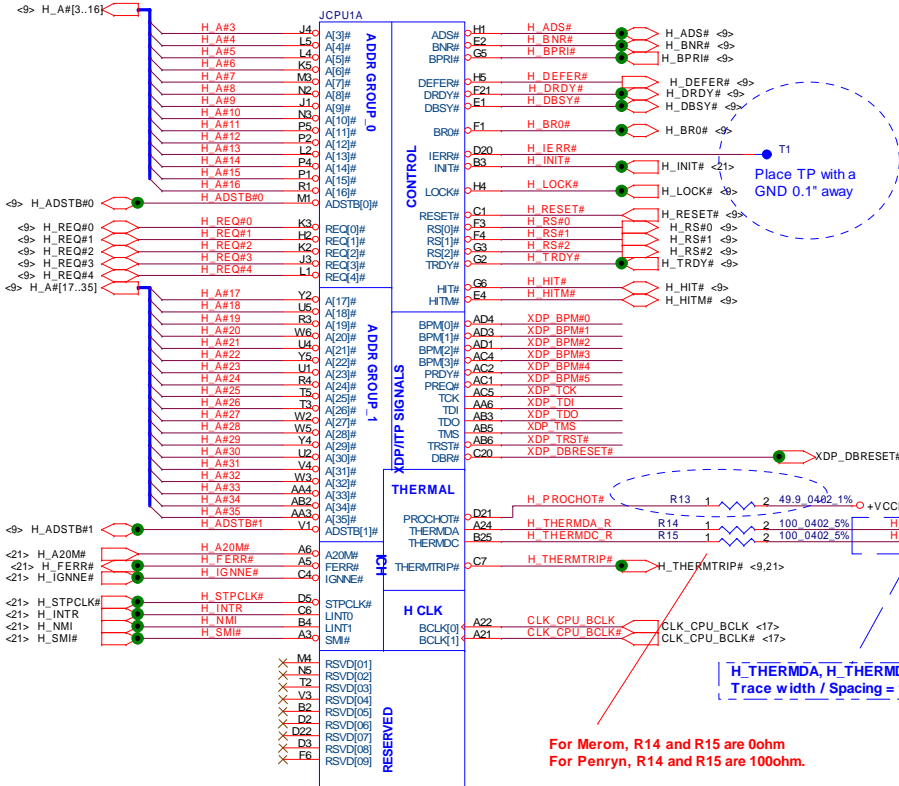 JCPU1A
<9> H_A#[3..16]
H_A#3 J4 A[3]#
H_A#4 L5 A[4]#
H_A#5 L4 A[5]#
H_A#6 K5 A[6]#
H_A#7 M3 A[7]#
H_A#8 N2 A[8]#
H_A#9 J1 A[9]#
H_A#10 N3 A[10]#
H_A#11 P5 A[11]#
H_A#12 P2 A[12]#
H_A#13 L2 A[13]#
H_A#14 P4 A[14]#
H_A#15 P1 A[15]#
H_A#16 R1 A[16]#
<9> H_ADSTB#0 H_ADSTB#0 M1 ADSTB[0]#
ADDR GROUP_0
<9> H_REQ#0 H_REQ#0 K3 REQ[0]#
<9> H_REQ#1 H_REQ#1 H2 REQ[1]#
<9> H_REQ#2 H_REQ#2 K2 REQ[2]#
<9> H_REQ#3 H_REQ#3 J3 REQ[3]#
<9> H_REQ#4 H_REQ#4 L1 REQ[4]#
<9> H_A#[17..35]
H_A#17 Y2 A[17]#
H_A#18 U5 A[18]#
H_A#19 R3 A[19]#
H_A#20 W6 A[20]#
H_A#21 U4 A[21]#
H_A#22 Y5 A[22]#
H_A#23 U1 A[23]#
H_A#24 R4 A[24]#
H_A#25 T5 A[25]#
H_A#26 T3 A[26]#
H_A#27 W2 A[27]#
H_A#28 W5 A[28]#
H_A#29 Y4 A[29]#
H_A#30 U2 A[30]#
H_A#31 V4 A[31]#
H_A#32 W3 A[32]#
H_A#33 AA4 A[33]#
H_A#34 AB2 A[34]#
H_A#35 AA3 A[35]#
<9> H_ADSTB#1 H_ADSTB#1 V1 ADSTB[1]#
ADDR GROUP_1
<21> H_A20M# H_A20M# A6 A20M#
<21> H_FERR# H_FERR# A5 FERR#
<21> H_IGNNE# H_IGNNE# C4 IGNNE#
<21> H_STPCLK# H_STPCLK# D5 STPCLK#
<21> H_INTR H_INTR C6 LINT0
<21> H_NMI H_NMI B4 LINT1
<21> H_SMI# H_SMI# A3 SMI#
ICH
M4 RSVD[01]
N5 RSVD[02]
T2 RSVD[03]
V3 RSVD[04]
B2 RSVD[05]
D2 RSVD[06]
D22 RSVD[07]
D3 RSVD[08]
F6 RSVD[09]
RESERVED
CONTROL
ADS# H1 H_ADS# H_ADS# <9>
BNR# E2 H_BNR# H_BNR# <9>
BPRI# G5 H_BPRI# H_BPRI# <9>
DEFER# H5 H_DEFER# H_DEFER# <9>
DRDY# F21 H_DRDY# H_DRDY# <9>
DBSY# E1 H_DBSY# H_DBSY# <9>
BR0# F1 H_BR0# H_BR0# <9>
IERR# D20 H_IERR# T1
INIT# B3 H_INIT# H_INIT# <21>
LOCK# H4 H_LOCK# H_LOCK# <9>
RESET# C1 H_RESET# H_RESET# <9>
RS[0]# F3 H_RS#0 H_RS#0 <9>
RS[1]# F4 H_RS#1 H_RS#1 <9>
RS[2]# G3 H_RS#2 H_RS#2 <9>
TRDY# G2 H_TRDY# H_TRDY# <9>
HIT# G6 H_HIT# H_HIT# <9>
HITM# E4 H_HITM# H_HITM# <9>
Place TP with a
GND 0.1" away
XDP/ITP SIGNALS
BPM[0]# AD4 XDP_BPM#0
BPM[1]# AD3 XDP_BPM#1
BPM[2]# AD1 XDP_BPM#2
BPM[3]# AC4 XDP_BPM#3
PRDY# AC2 XDP_BPM#4
PREQ# AC1 XDP_BPM#5
TCK AC5 XDP_TCK
TDI AA6 XDP_TDI
TDO AB3 XDP_TDO
TMS AB5 XDP_TMS
TRST# AB6 XDP_TRST#
DBR# C20 XDP_DBRESET# XDP_DBRESET#
THERMAL
PROCHOT# D21 H_PROCHOT# R13 1 2 49.9_0402_1% +VCC
THERMDA A24 H_THERMDA_R R14 1 2 100_0402_5% H
THERMDC B25 H_THERMDC_R R15 1 2 100_0402_5% H
THERMTRIP# C7 H_THERMTRIP# H_THERMTRIP# <9,21>
H CLK
BCLK[0] A22 CLK_CPU_BCLK CLK_CPU_BCLK <17>
BCLK[1] A21 CLK_CPU_BCLK# CLK_CPU_BCLK# <17>
H_THERMDA, H_THERMD
Trace width / Spacing =
For Merom, R14 and R15 are 0ohm
For Penryn, R14 and R15 are 100ohm.